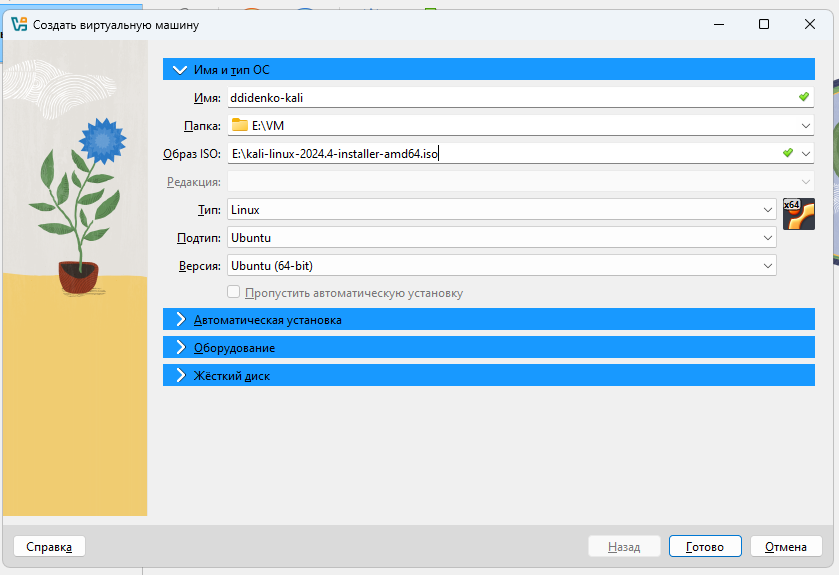 Создать виртуальную машину
Имя и тип ОС
Имя: ddidenko-kali
Папка: E:\VM
Образ ISO: E:\kali-linux-2024.4-installer-amd64.iso
Редакция:
Тип: Linux
x64
Подтип: Ubuntu
Версия: Ubuntu (64-bit)
Пропустить автоматическую установку
Автоматическая установка
Оборудование
Жёсткий диск
Справка Назад Готово Отмена